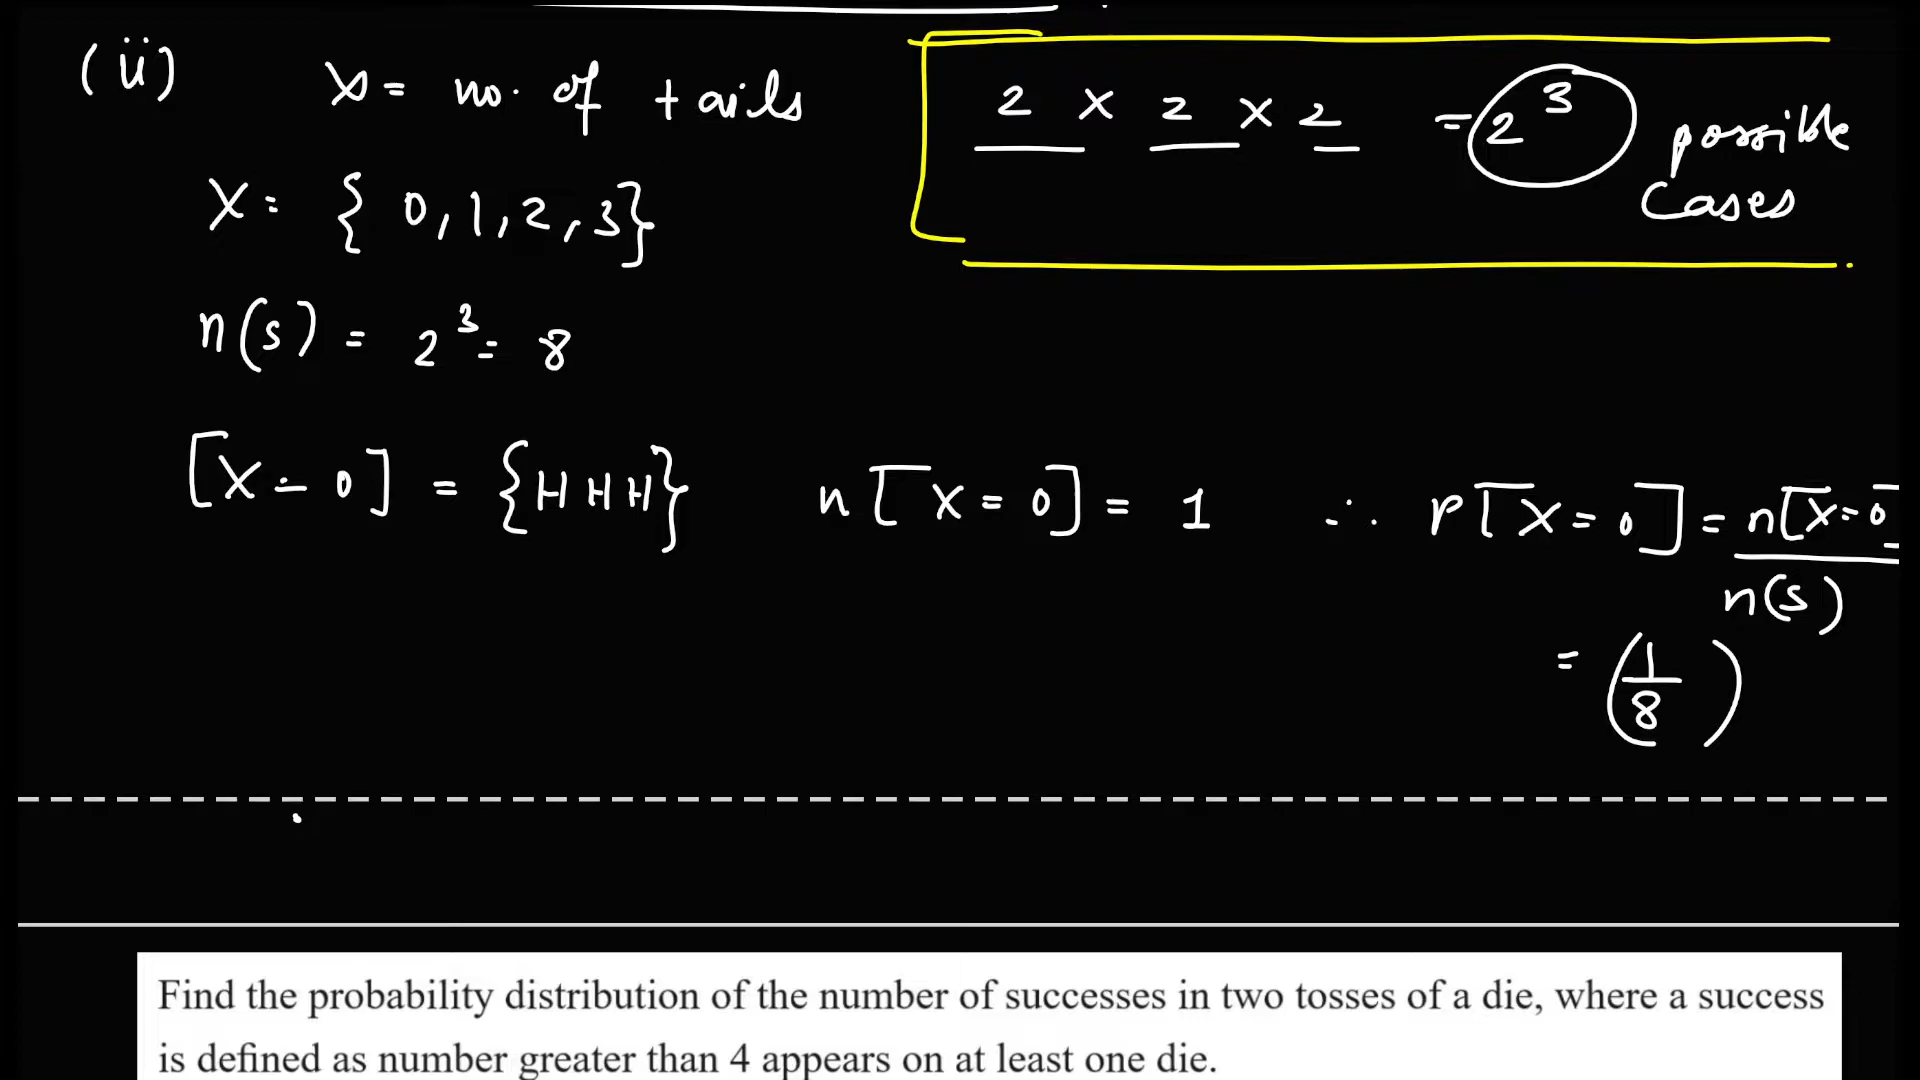 (ii) X = no. of tails
2 × 2 × 2 = 2³ possible cases
X = { 0, 1, 2, 3}
n(s) = 2³ = 8
[X = 0] = {H H H} n[X = 0] = 1 ∴ P[X = 0] = n[X=0]
n(s)
= (1/8)
Find the probability distribution of the number of successes in two tosses of a die, where a success
is defined as number greater than 4 appears on at least one die.